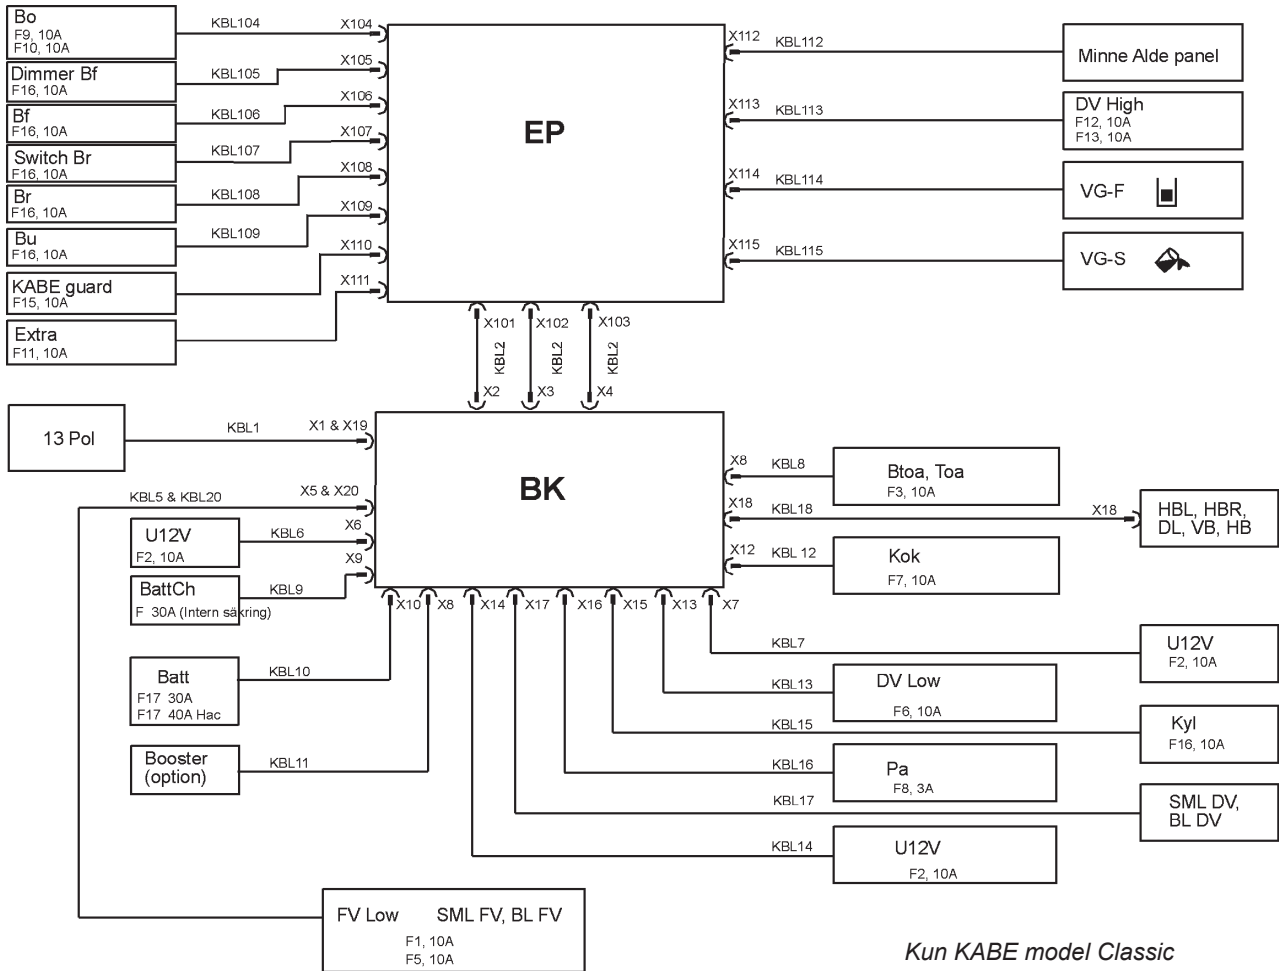 Bo
F9, 10A
F10, 10A
KBL104
X104
Dimmer Bf
F16, 10A
KBL105
X105
Bf
F16, 10A
KBL106
X106
Switch Br
F16, 10A
KBL107
X107
Br
F16, 10A
KBL108
X108
Bu
F16, 10A
KBL109
X109
KABE guard
F15, 10A
X110
Extra
F11, 10A
X111
EP
X112
KBL112
Minne Alde panel
X113
KBL113
DV High
F12, 10A
F13, 10A
X114
KBL114
VG-F
X115
KBL115
VG-S
X101
X102
X103
KBL2
KBL2
KBL2
X2
X3
X4
13 Pol
KBL1
X1 & X19
KBL5 & KBL20
X5 & X20
U12V
F2, 10A
KBL6
X6
BattCh
F 30A (Intern säkring)
KBL9
X9
BK
X8
KBL8
Btoa, Toa
F3, 10A
X18
KBL18
X18
HBL, HBR,
DL, VB, HB
X12
KBL 12
Kok
F7, 10A
X10
X8
X14
X17
X16
X15
X13
X7
Batt
F17 30A
F17 40A Hac
KBL10
Booster
(option)
KBL11
KBL7
U12V
F2, 10A
KBL13
DV Low
F6, 10A
KBL15
Kyl
F16, 10A
KBL16
Pa
F8, 3A
KBL17
SML DV,
BL DV
KBL14
U12V
F2, 10A
FV Low SML FV, BL FV
F1, 10A
F5, 10A
Kun KABE model Classic